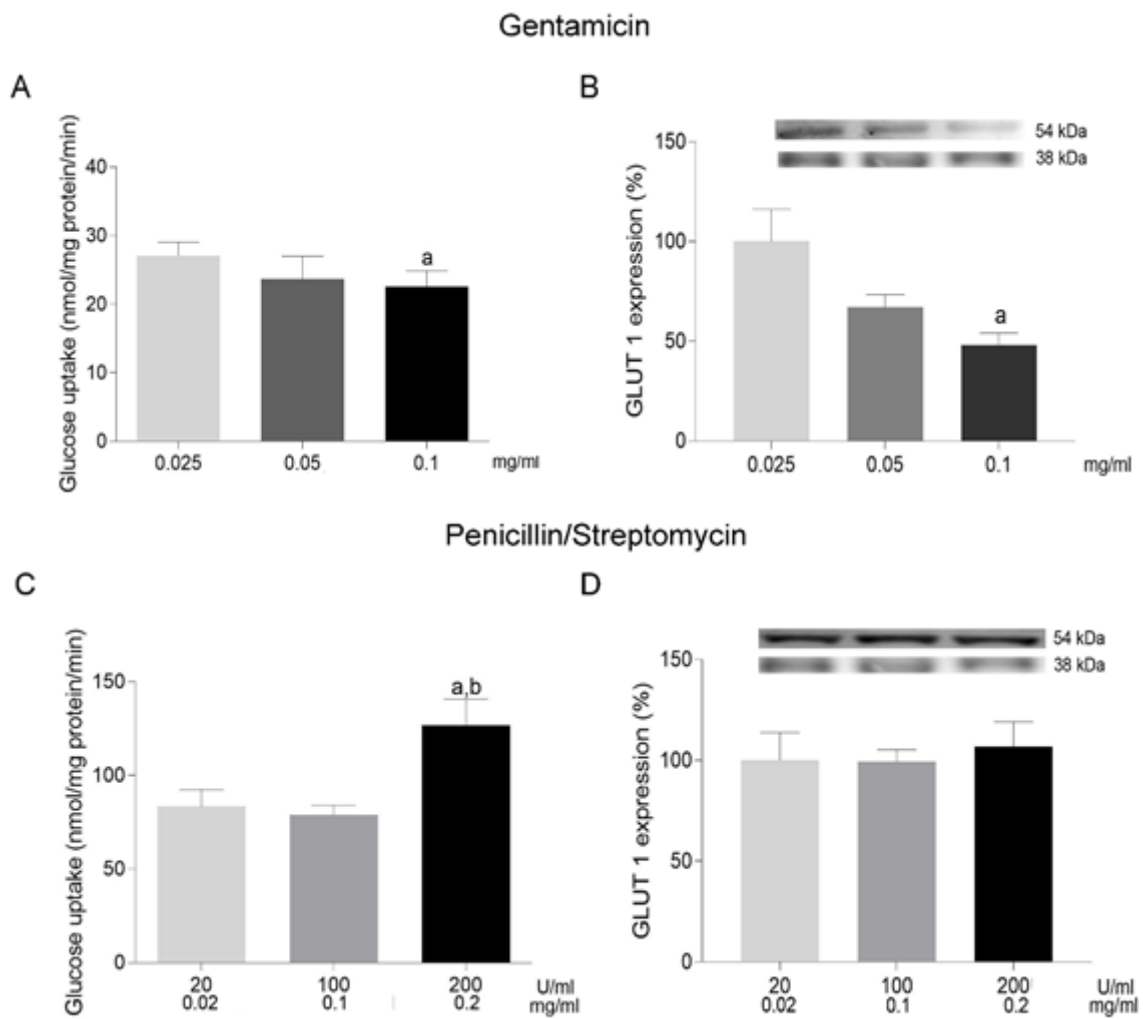 Gentamicin
A
Glucose uptake (nmol/mg protein/min)
40
30
20
10
0
a
0.025 0.05 0.1 mg/ml
B
GLUT 1 expression (%)
150
100
50
0
54 kDa
38 kDa
a
0.025 0.05 0.1 mg/ml
Penicillin/Streptomycin
C
Glucose uptake (nmol/mg protein/min)
150
100
50
0
a,b
20 100 200 U/ml
0.02 0.1 0.2 mg/ml
D
GLUT 1 expression (%)
150
100
50
0
54 kDa
38 kDa
20 100 200 U/ml
0.02 0.1 0.2 mg/ml